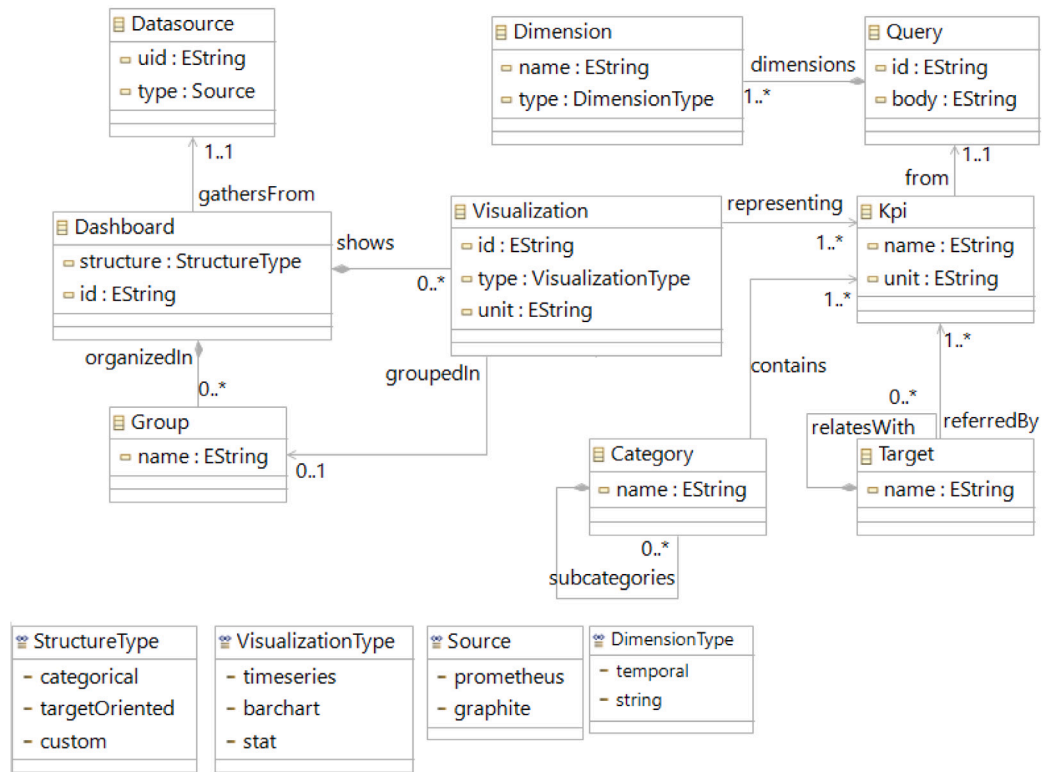 Datasource
uid : EString
type : Source
1..1
gathersFrom
Dimension
name : EString
type : DimensionType
dimensions
1..*
Query
id : EString
body : EString
1..1
from
Dashboard
structure : StructureType
id : EString
shows
0..*
Visualization
id : EString
type : VisualizationType
unit : EString
representing
1..*
Kpi
name : EString
unit : EString
1..*
1..*
organizedIn
0..*
groupedIn
0..1
contains
Group
name : EString
Category
name : EString
0..*
subcategories
0..*
relatesWith
referredBy
Target
name : EString
StructureType
categorical
targetOriented
custom
VisualizationType
timeseries
barchart
stat
Source
prometheus
graphite
DimensionType
temporal
string